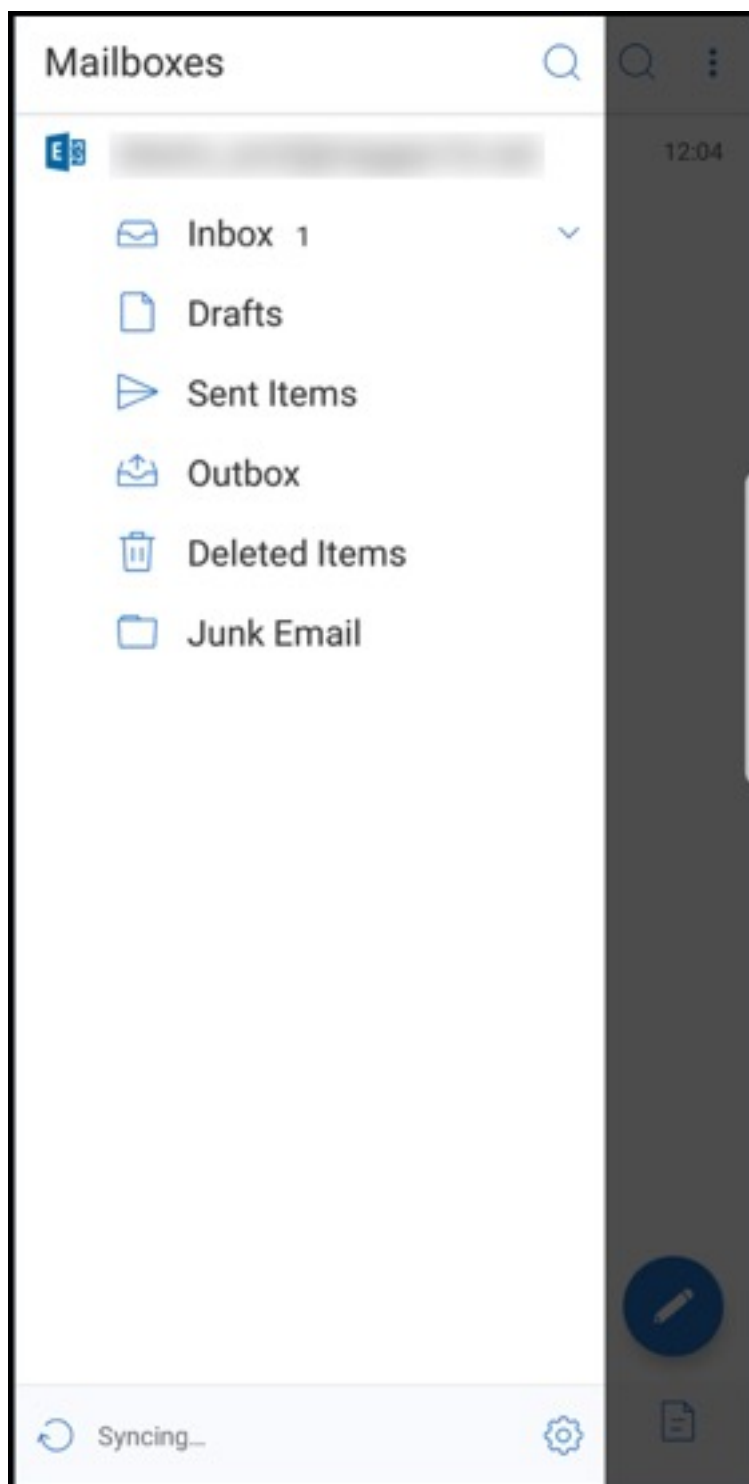 Mailboxes
12:04
Inbox 1
Drafts
Sent Items
Outbox
Deleted Items
Junk Email
Syncing...